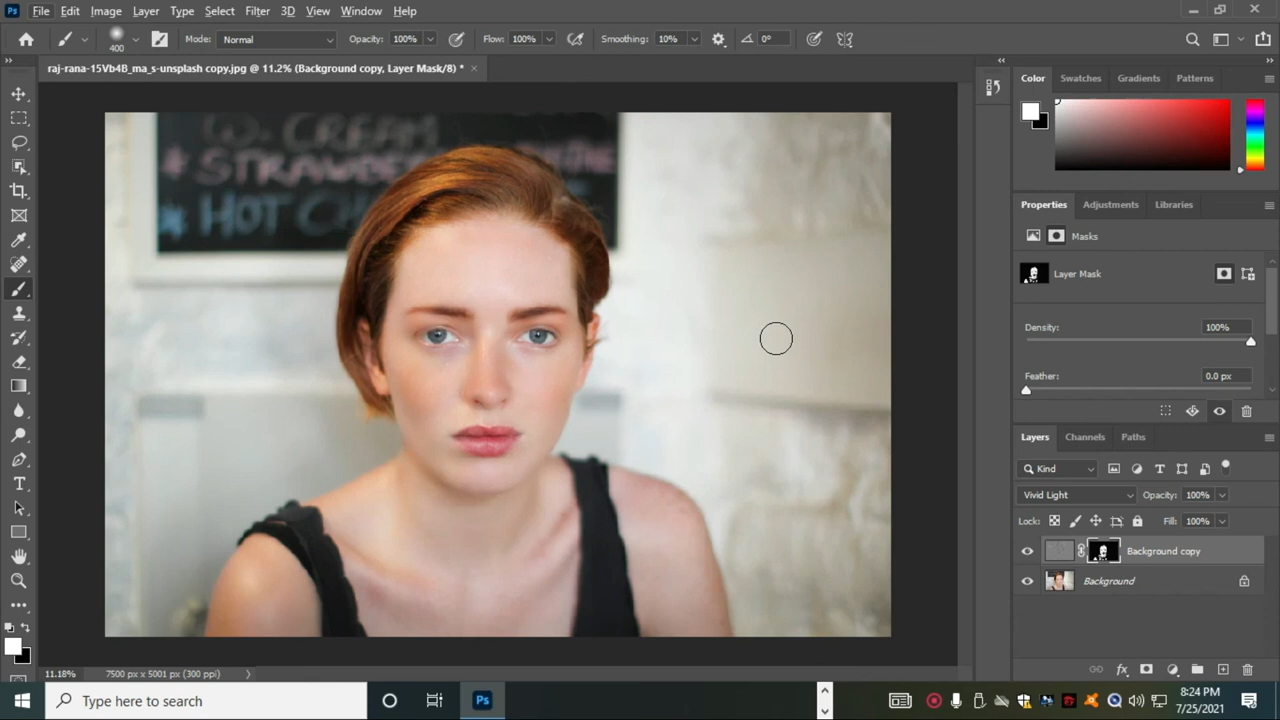 Ps File Edit Image Layer Type Select Filter 3D View Window Help
400 Mode: Normal Opacity: 100% Flow: 100% Smoothing: 10% 0°
raj-rana-15Vb4B_ma_s-unsplash copy.jpg @ 11.2% (Background copy, Layer Mask/8) *
Color Swatches Gradients Patterns
W. CREAM
* STRAWBE
* HOT CH
Properties Adjustments Libraries
Masks
Layer Mask
Density: 100%
Feather: 0.0 px
Layers Channels Paths
Kind
Vivid Light Opacity: 100%
Lock: Fill: 100%
Background copy
Background
11.18% 7500 px x 5001 px (300 ppi)
Type here to search
Ps
8:24 PM
7/25/2021